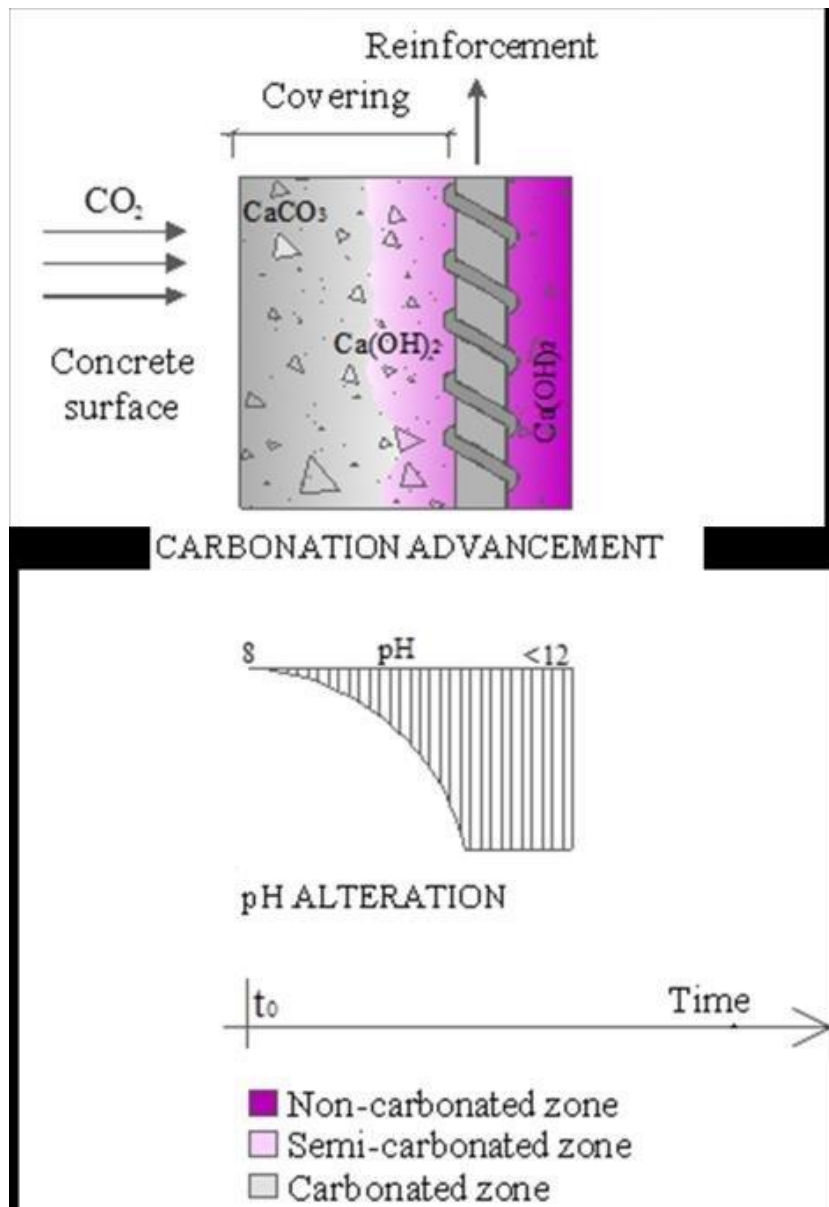 Reinforcement
Covering
CO₂
CaCO₃
Ca(OH)₂
Ca(OH)₂
Concrete
surface
CARBONATION ADVANCEMENT
8 pH <12
pH ALTERATION
t₀ Time
Non-carbonated zone
Semi-carbonated zone
Carbonated zone